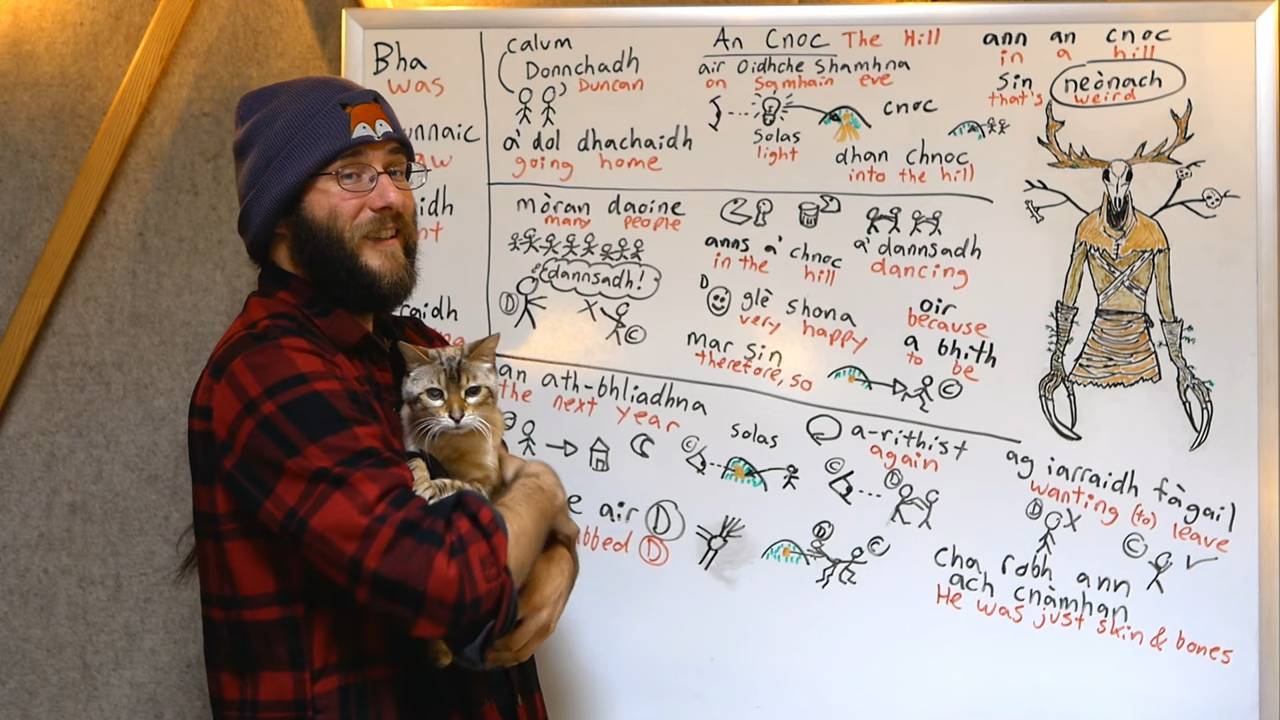 Bha
was
Calum
Donnchadh
Duncan
a' dol dhachaidh
going home
An Cnoc The Hill
air Oidhche Shamhna
on Samhain eve
cnoc
solas
light
dhan chnoc
into the hill
ann an cnoc
in a hill
sin neònach
that's weird
mòran daoine
many people
dannsadh!
D
X
C
anns a' chnoc
in the hill
a' dannsadh
dancing
D
glè shona
very happy
oir
because
a bhith
to be
mar sin
therefore, so
C
an ath-bhliadhna
the next year
C
solas
C
D
a-rithist
again
ag iarraidh fàgail
wanting (to) leave
D
X
C
air D
D
D
C
cha robh ann
ach cnàmhan
He was just skin & bones